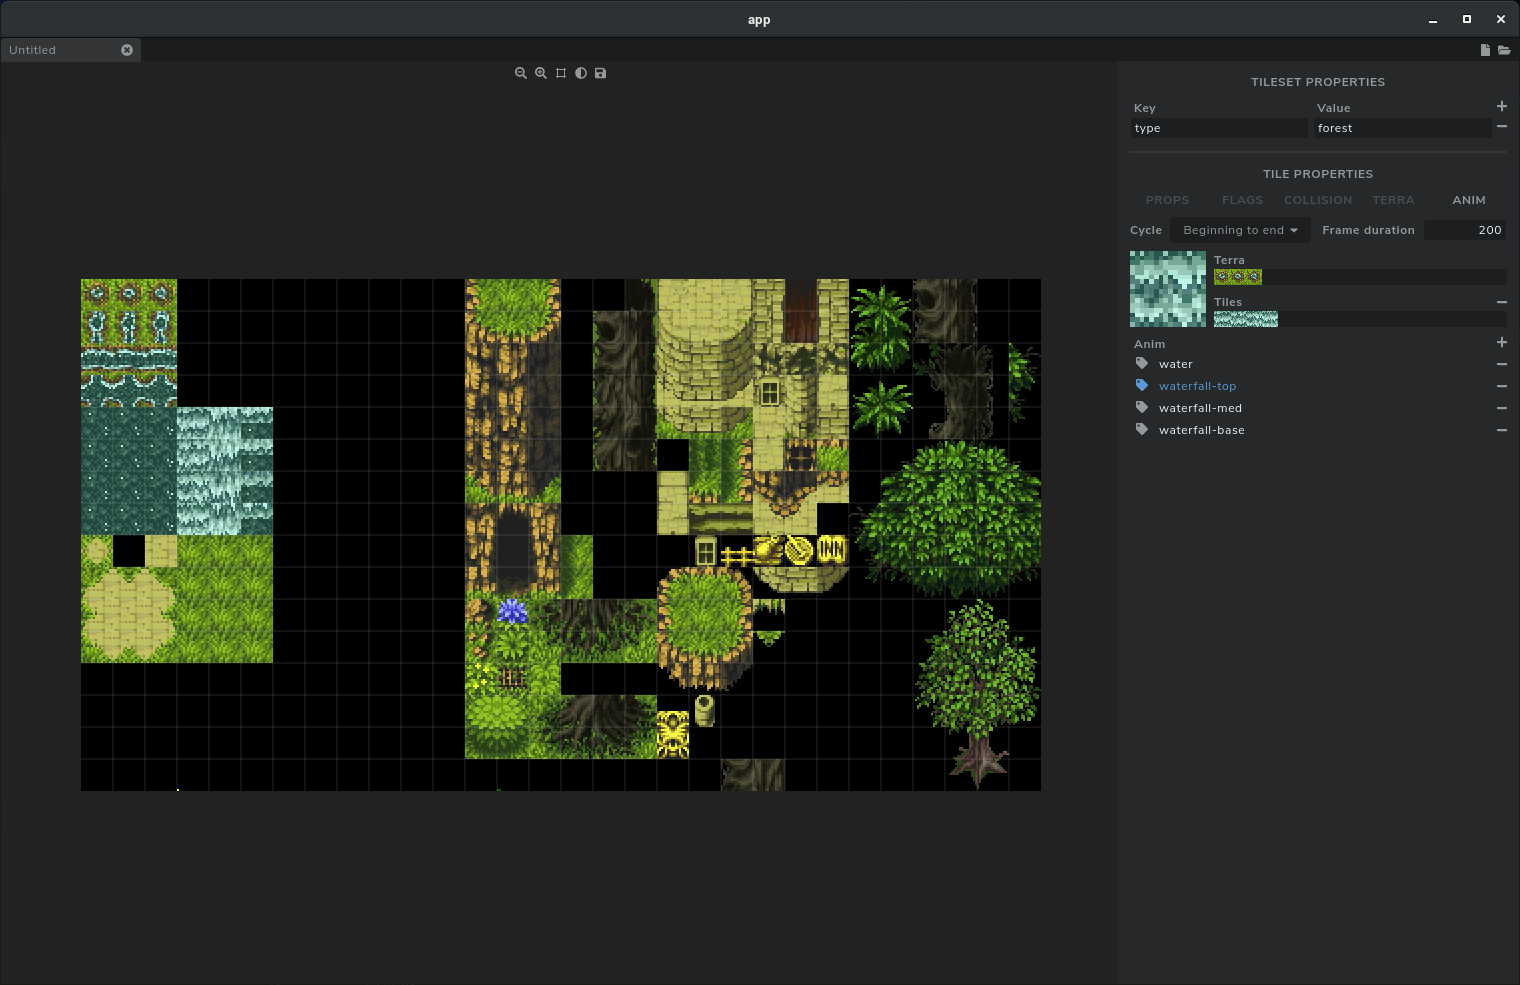 app
Untitled
TILESET PROPERTIES
Key Value
type forest
TILE PROPERTIES
PROPS FLAGS COLLISION TERRA ANIM
Cycle Beginning to end Frame duration 200
Terra
Tiles
Anim
water
waterfall-top
waterfall-med
waterfall-base
INN